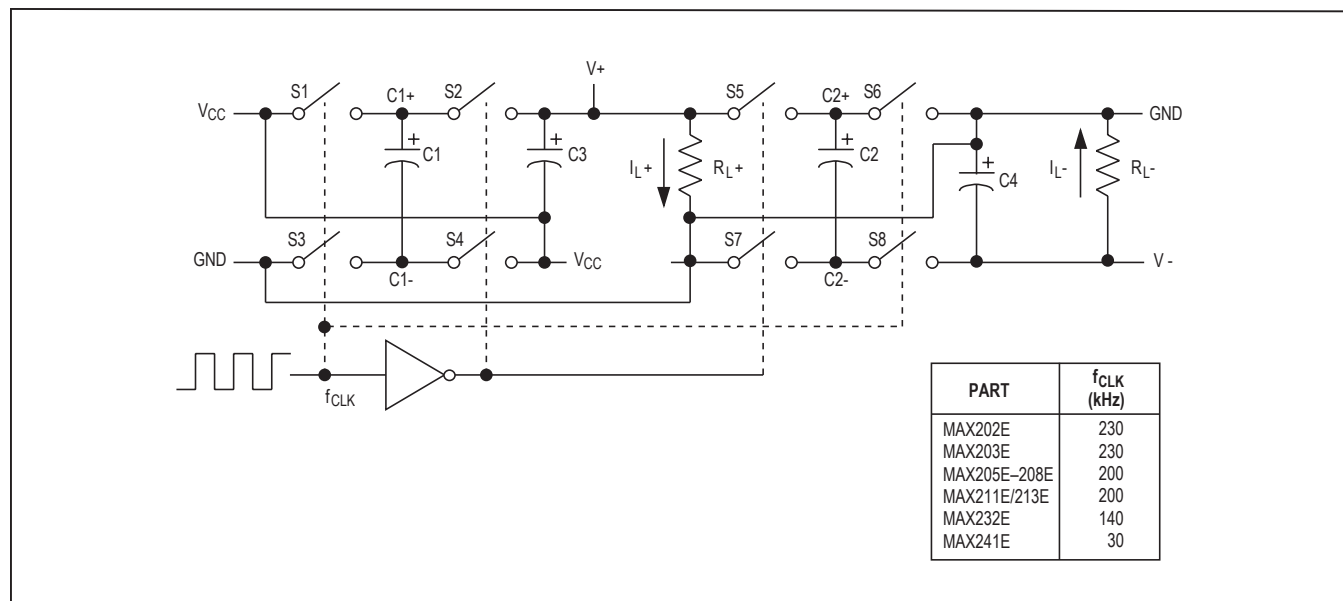 V+
S1
C1+
S2
S5
C2+
S6
VCC
GND
+
C1
+
C3
IL+
RL+
+
C2
+
C4
IL-
RL-
GND
S3
C1-
S4
VCC
S7
C2-
S8
V -
fCLK
PART
fCLK
(kHz)
MAX202E 230
MAX203E 230
MAX205E–208E 200
MAX211E/213E 200
MAX232E 140
MAX241E 30